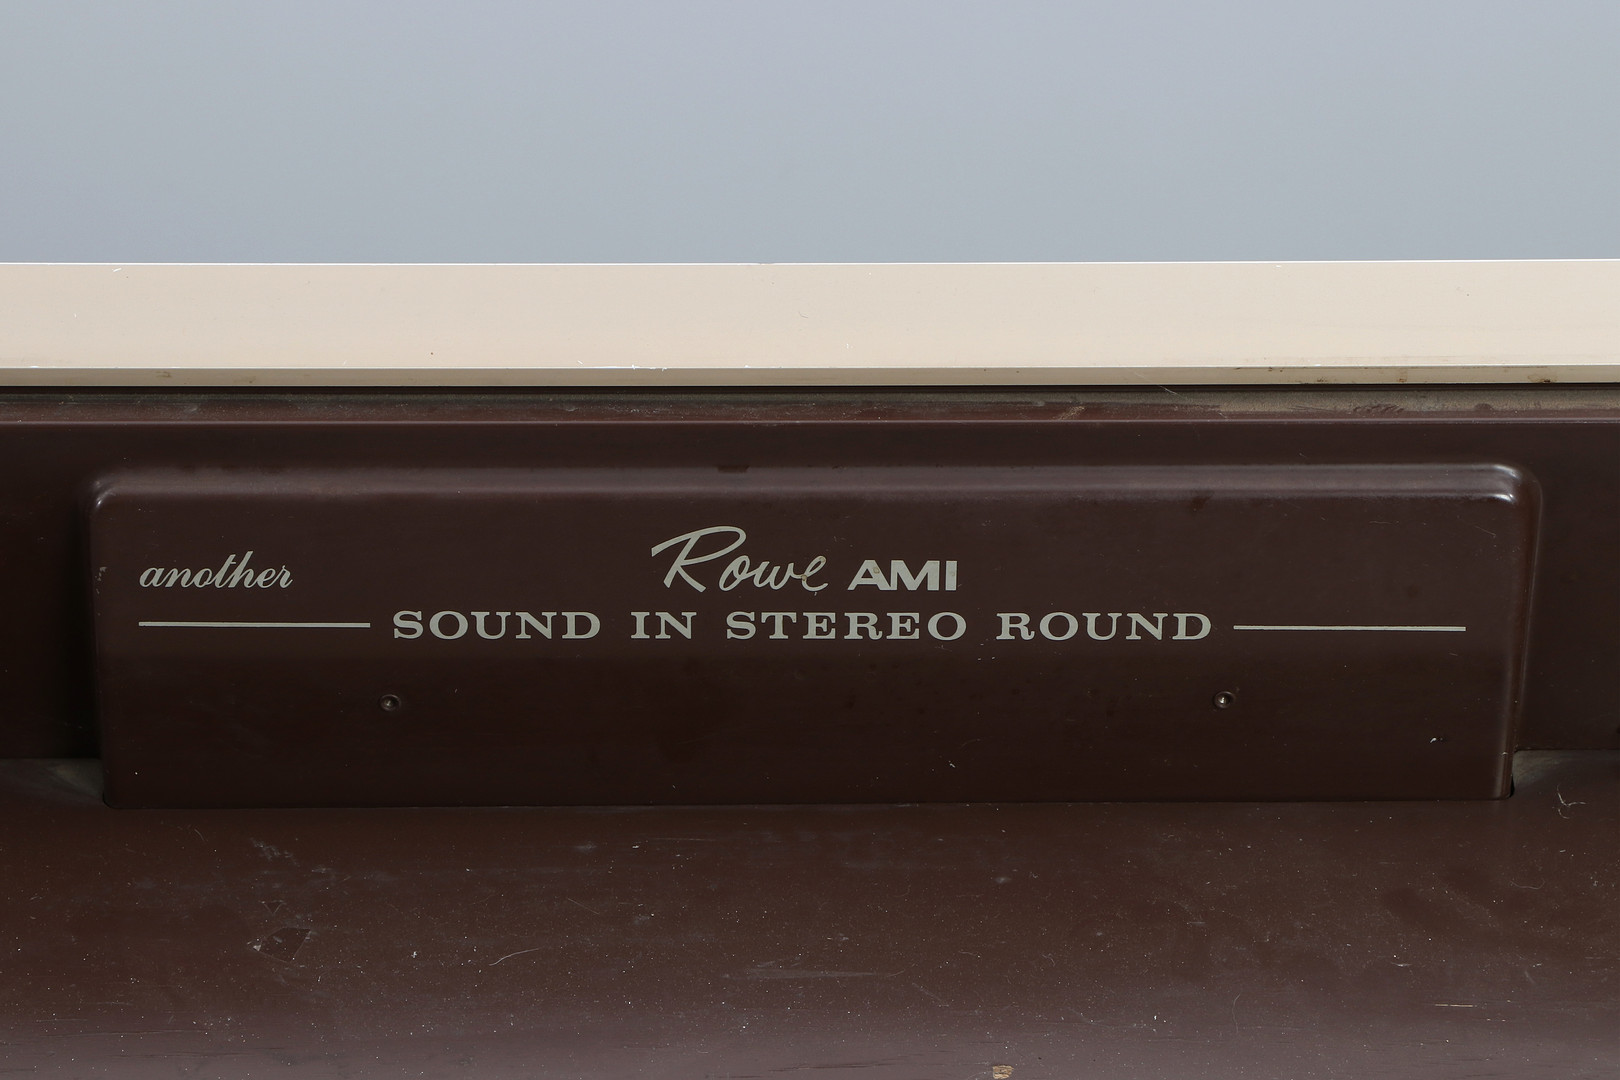 another Rowe AMI
SOUND IN STEREO ROUND